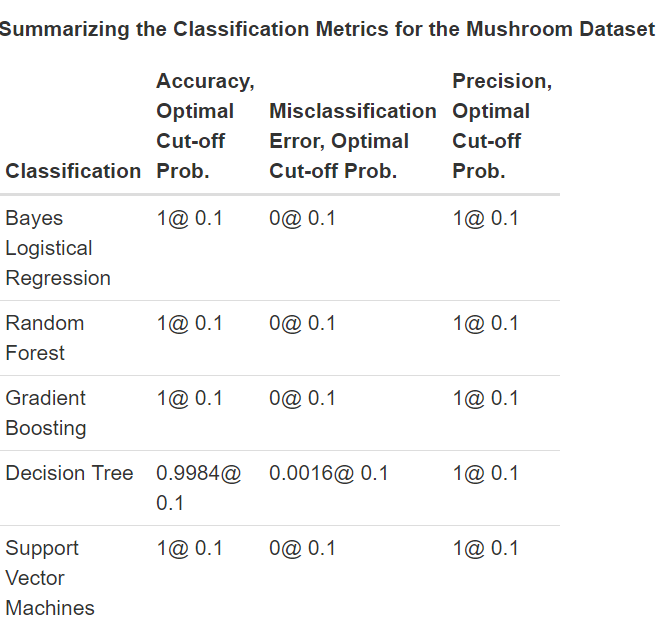 Summarizing the Classification Metrics for the Mushroom Dataset
Accuracy,
Optimal
Cut-off
Prob.
Misclassification
Error, Optimal
Cut-off Prob.
Precision,
Optimal
Cut-off
Prob.
Classification
Bayes
Logistical
Regression
1@ 0.1
0@ 0.1
1@ 0.1
Random
Forest
1@ 0.1
0@ 0.1
1@ 0.1
Gradient
Boosting
1@ 0.1
0@ 0.1
1@ 0.1
Decision Tree
0.9984@
0.1
0.0016@ 0.1
1@ 0.1
Support
Vector
Machines
1@ 0.1
0@ 0.1
1@ 0.1